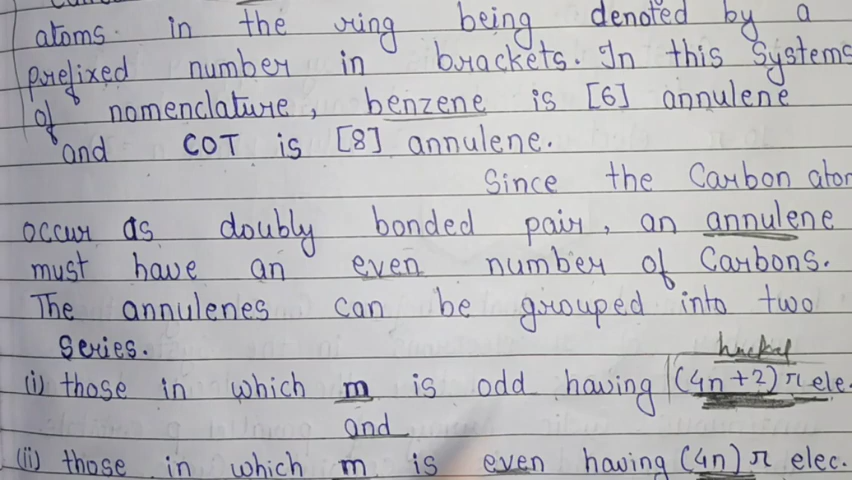 atoms in the ring being denoted by a
prefixed number in brackets. In this Systems
of nomenclature, benzene is [6] annulene
and COT is [8] annulene.
Since the Carbon atom
occur as doubly bonded pair, an annulene
must have an even number of Carbons.
The annulenes can be grouped into two
Series.
huckel
(i) those in which m is odd having (4n+2)π ele.
and
(ii) those in which m is even having (4n) π elec.